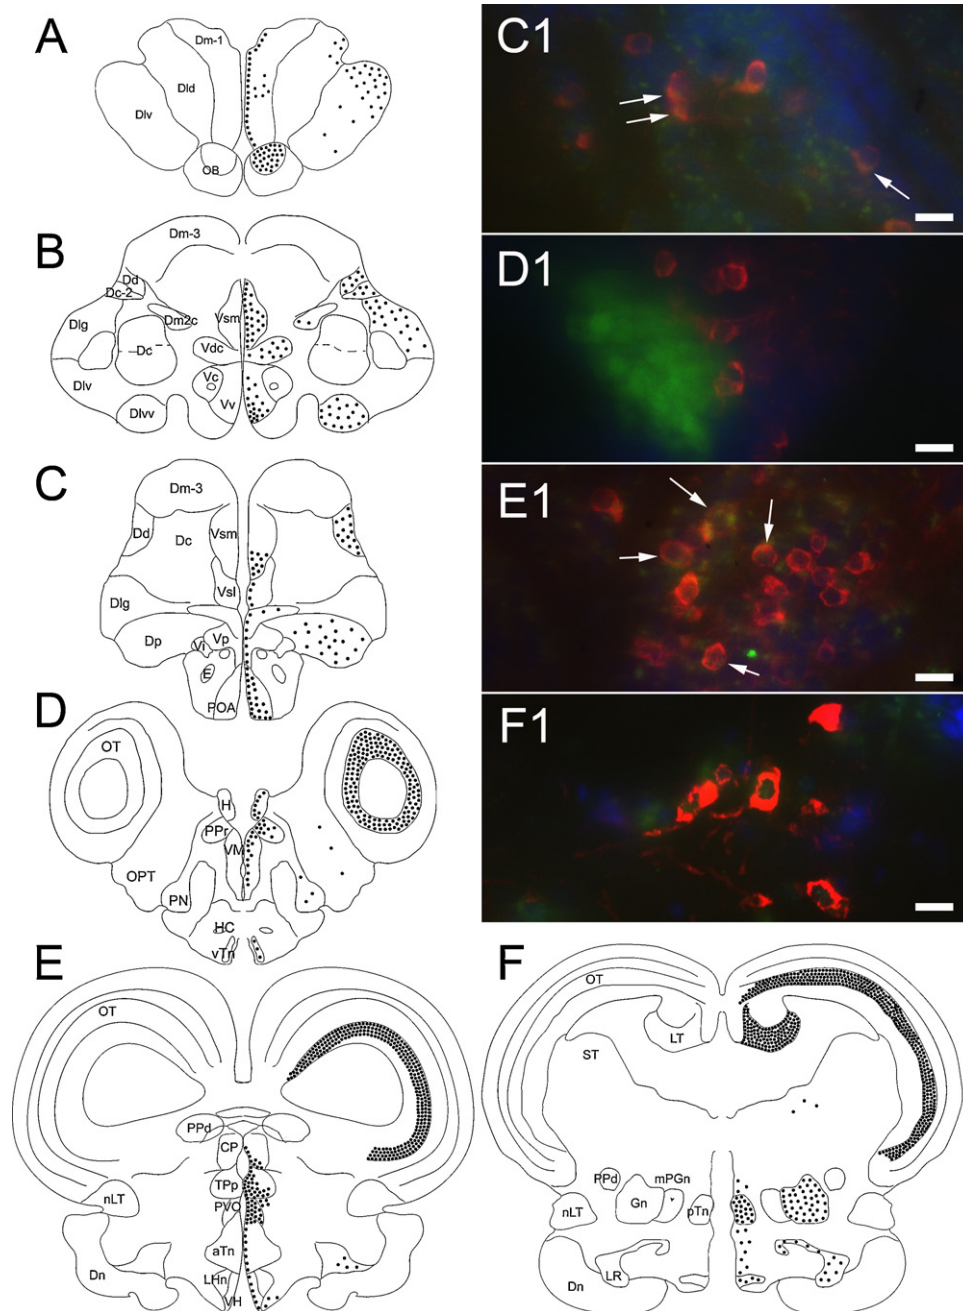 A
Dm-1
Dld
Dlv
OB
B
Dm-3
Dd
Dc-2
Dlg
Dm2c
Vsm
Dc
Vdc
Vc
Dlv
Vv
Dlvv
C
Dm-3
Dd
Dc
Vsm
Vsl
Dlg
Dp
Vi
Vp
E
POA
D
OT
H
PPr
VM
OPT
PN
HC
vTn
E
OT
PPd
CP
TPp
nLT
PVO
aTn
Dn
LHn
VH
C1
D1
E1
F1
F
OT
LT
ST
PPd
mPGn
Gn
nLT
pTn
LR
Dn